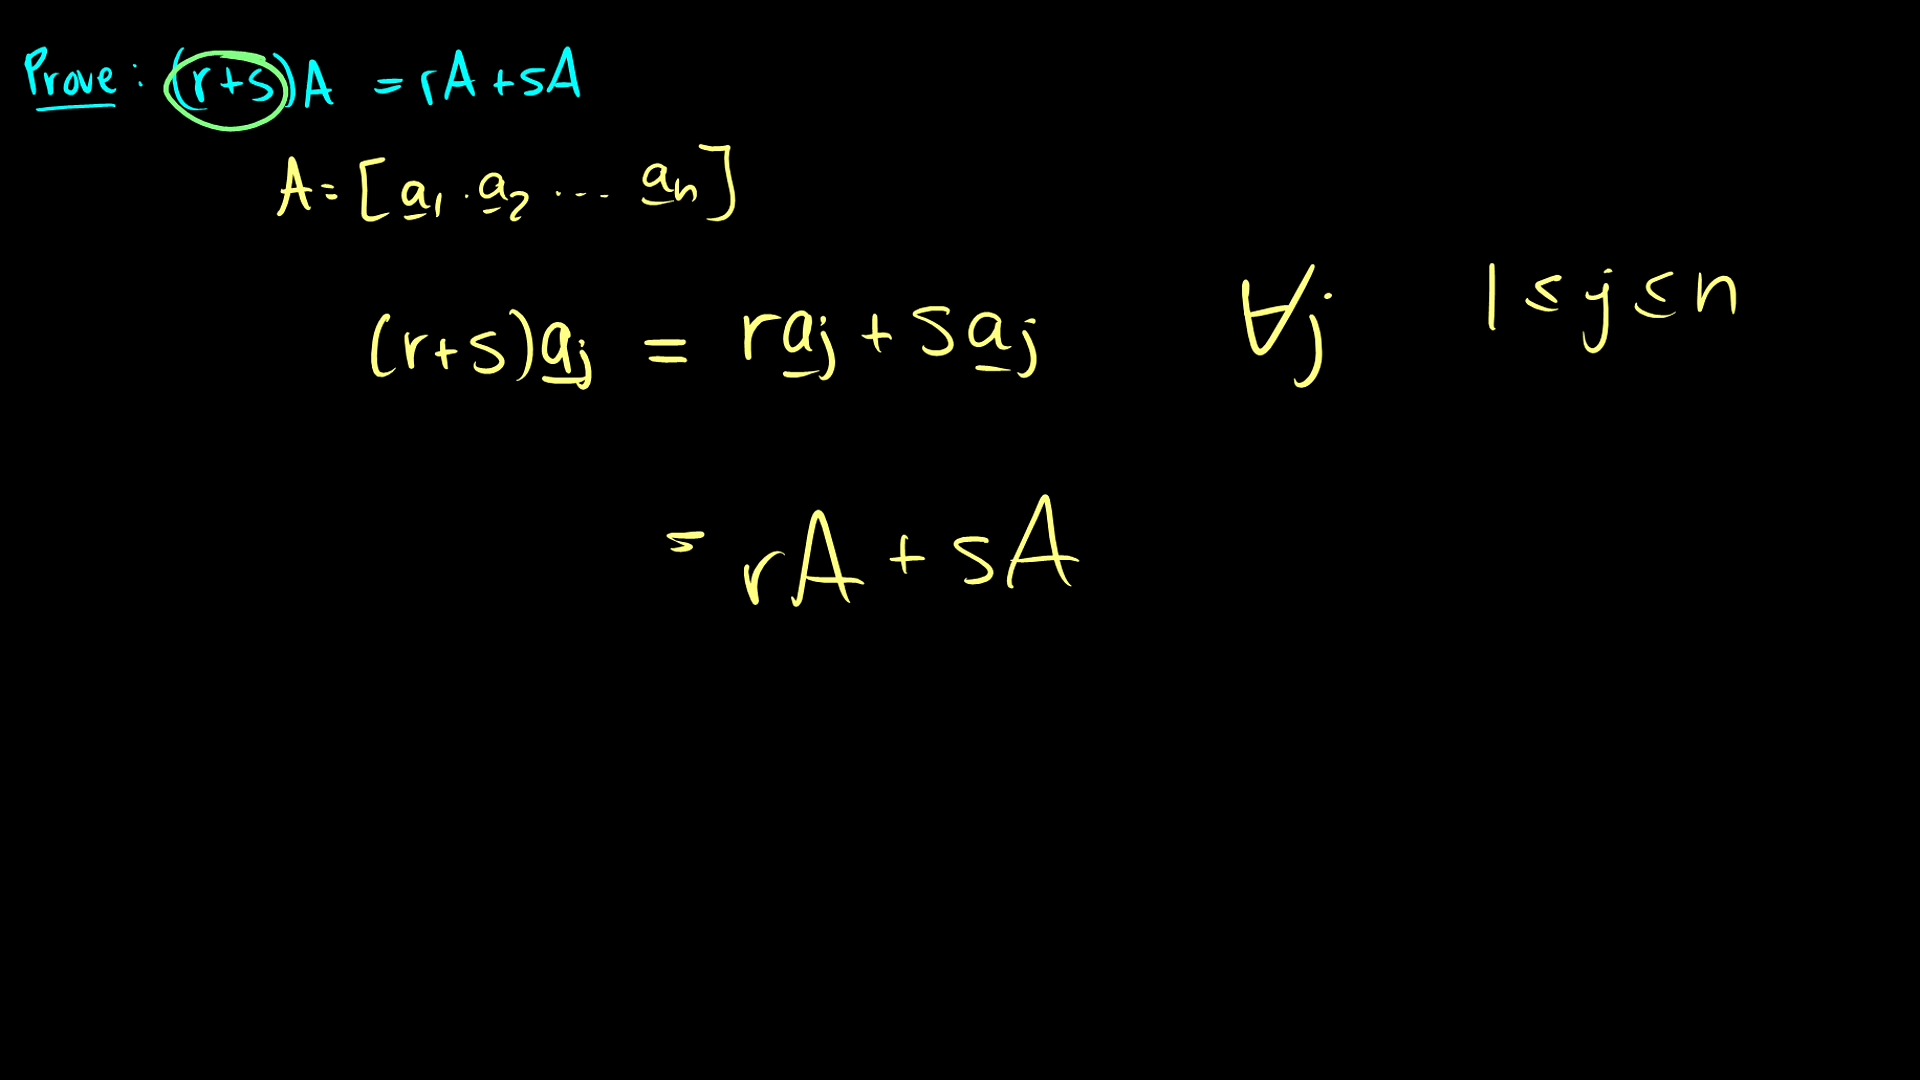 Prove: (r+s)A = rA + sA
A = [a₁ . a₂ ... aₙ]
(r+s)aⱼ = raⱼ + saⱼ ∀j 1 ≤ j ≤ n
= rA + sA